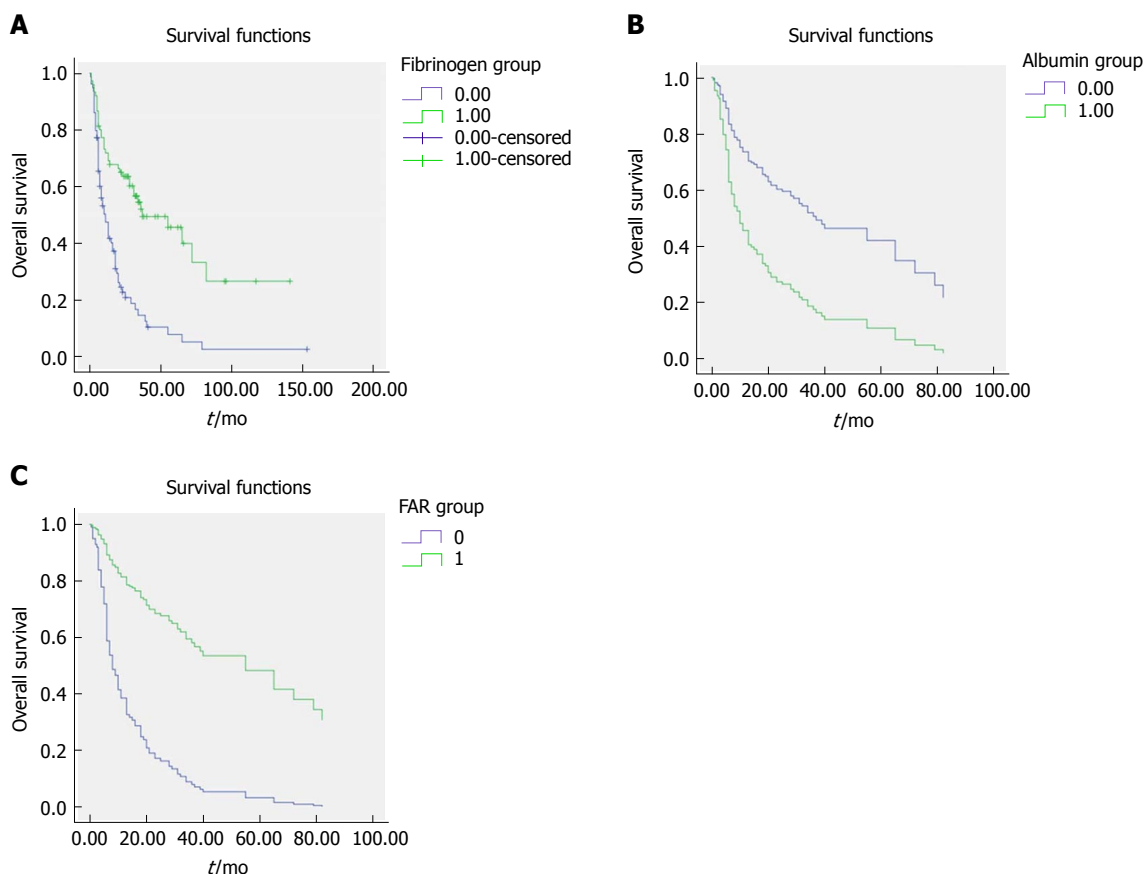 A
Survival functions
Fibrinogen group
0.00
1.00
0.00-censored
1.00-censored
Overall survival
1.0
0.8
0.6
0.4
0.2
0.0
0.00 50.00 100.00 150.00 200.00
t/mo
B
Survival functions
Albumin group
0.00
1.00
Overall survival
1.0
0.8
0.6
0.4
0.2
0.0
0.00 20.00 40.00 60.00 80.00 100.00
t/mo
C
Survival functions
FAR group
0
1
Overall survival
1.0
0.8
0.6
0.4
0.2
0.0
0.00 20.00 40.00 60.00 80.00 100.00
t/mo